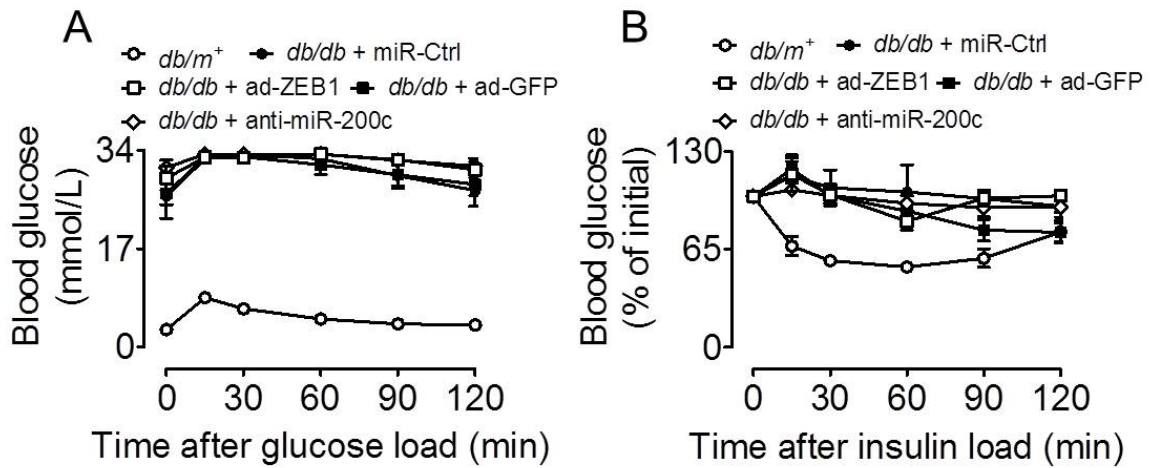 A
db/m+ db/db + miR-Ctrl
db/db + ad-ZEB1 db/db + ad-GFP
db/db + anti-miR-200c
Blood glucose
(mmol/L)
34
17
0
0 30 60 90 120
Time after glucose load (min)
B
db/m+ db/db + miR-Ctrl
db/db + ad-ZEB1 db/db + ad-GFP
db/db + anti-miR-200c
Blood glucose
(% of initial)
130
65
0
0 30 60 90 120
Time after insulin load (min)